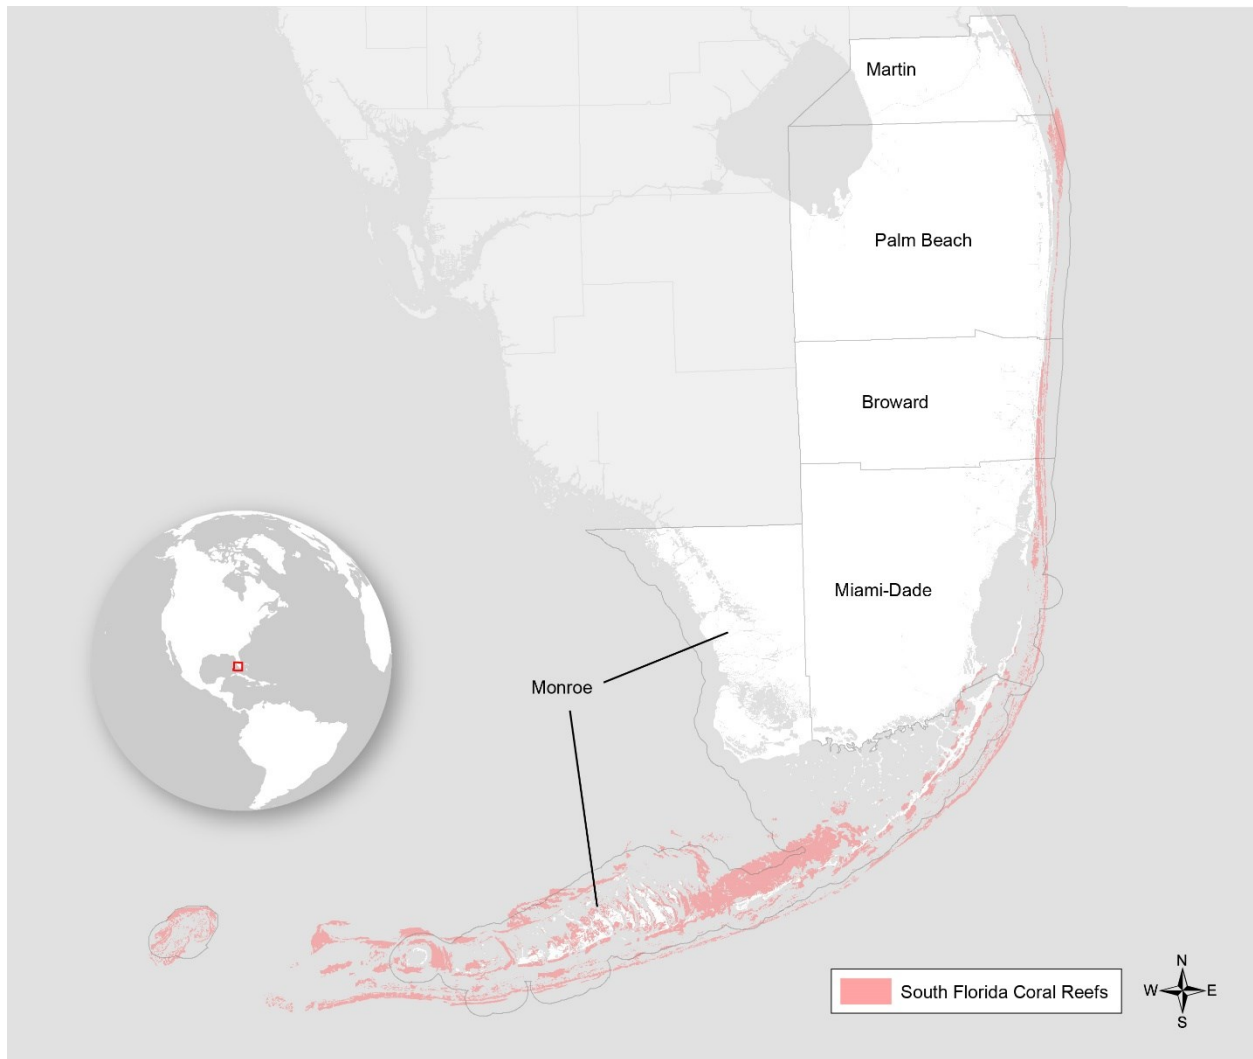 Martin
Palm Beach
Broward
Miami-Dade
Monroe
South Florida Coral Reefs
N
W
E
S